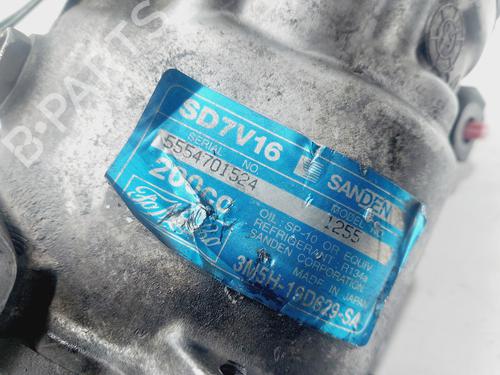 B-PARTS
SD7V16
SANDEN
SERIAL NO.
MODEL NO.
5554701524
1255
OIL: SP-10 OR EQUIV
REFRIGERANT R134a
SANDEN CORPORATION
MADE IN JAPAN
3M5H-19D629-SA